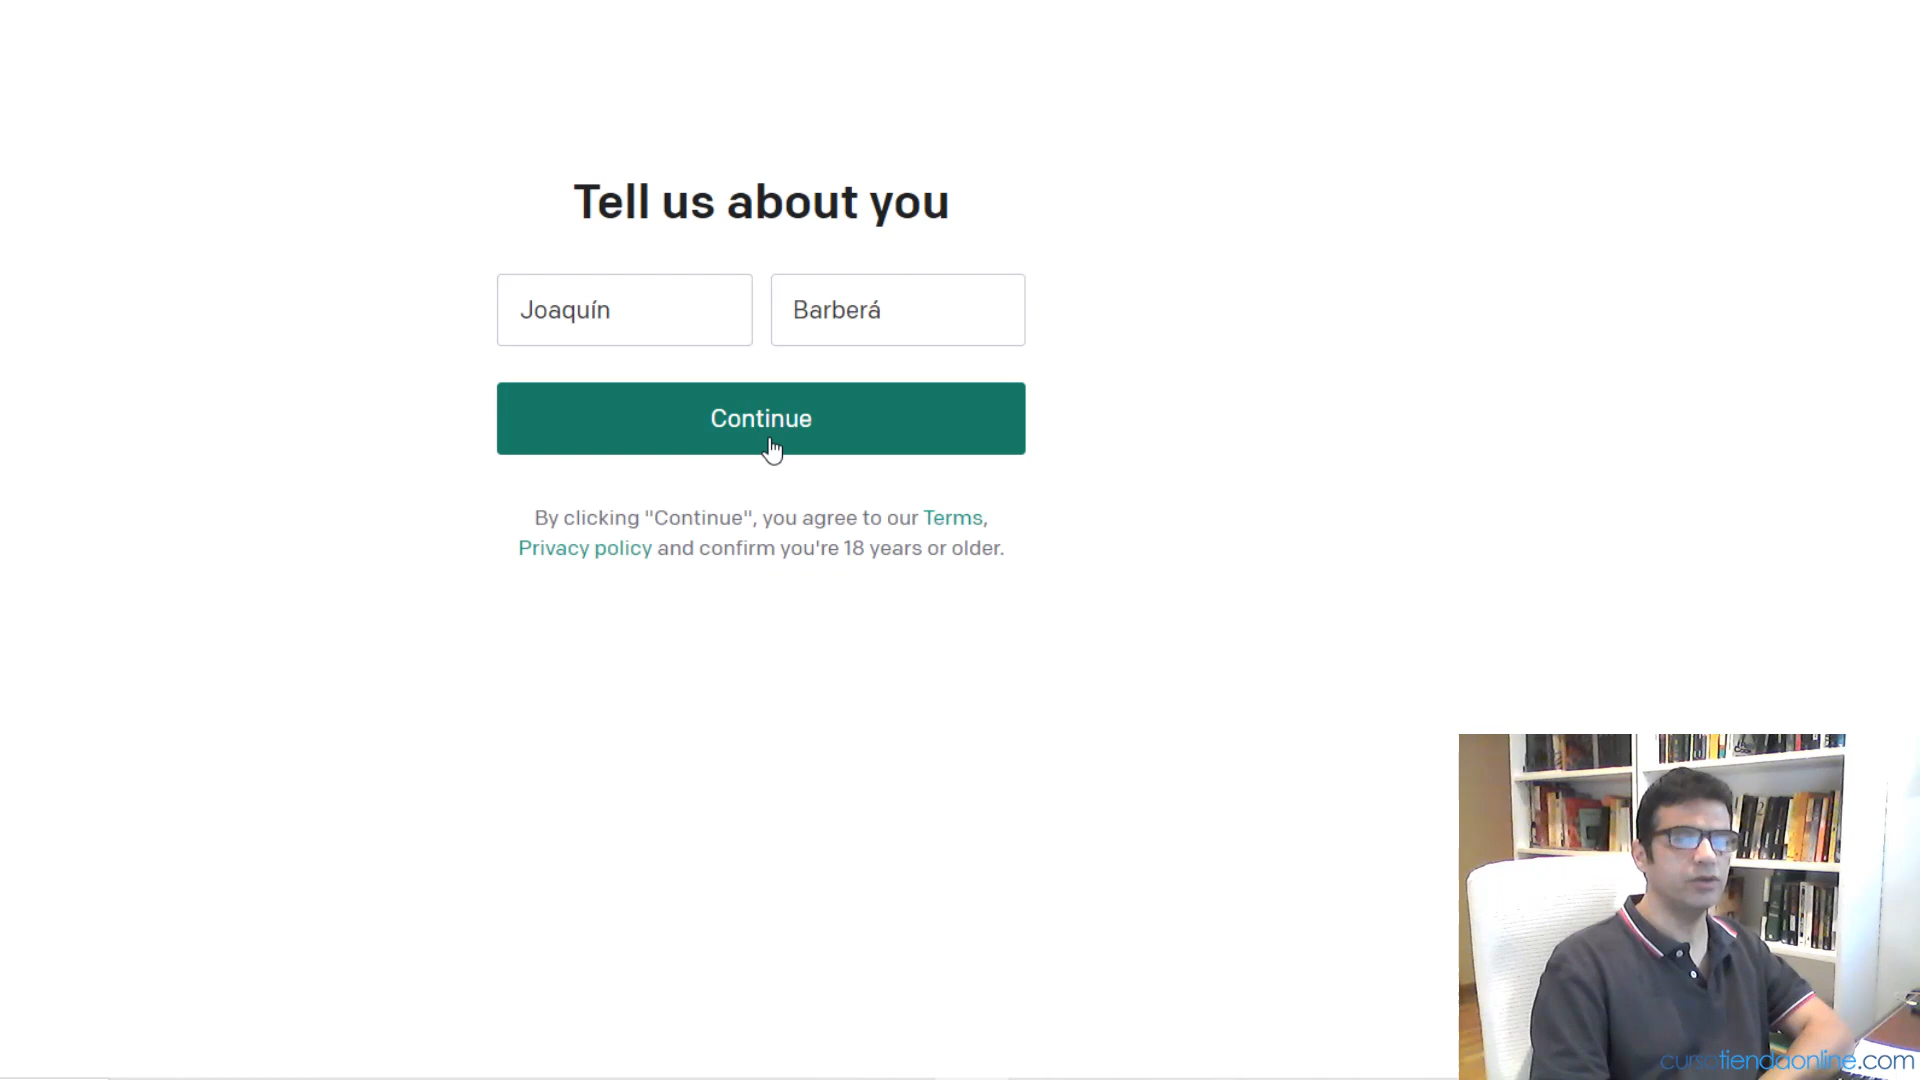 Tell us about you
Joaquín
Barberá
Continue
By clicking "Continue", you agree to our Terms,
Privacy policy and confirm you're 18 years or older.
cursotiendaonline.com